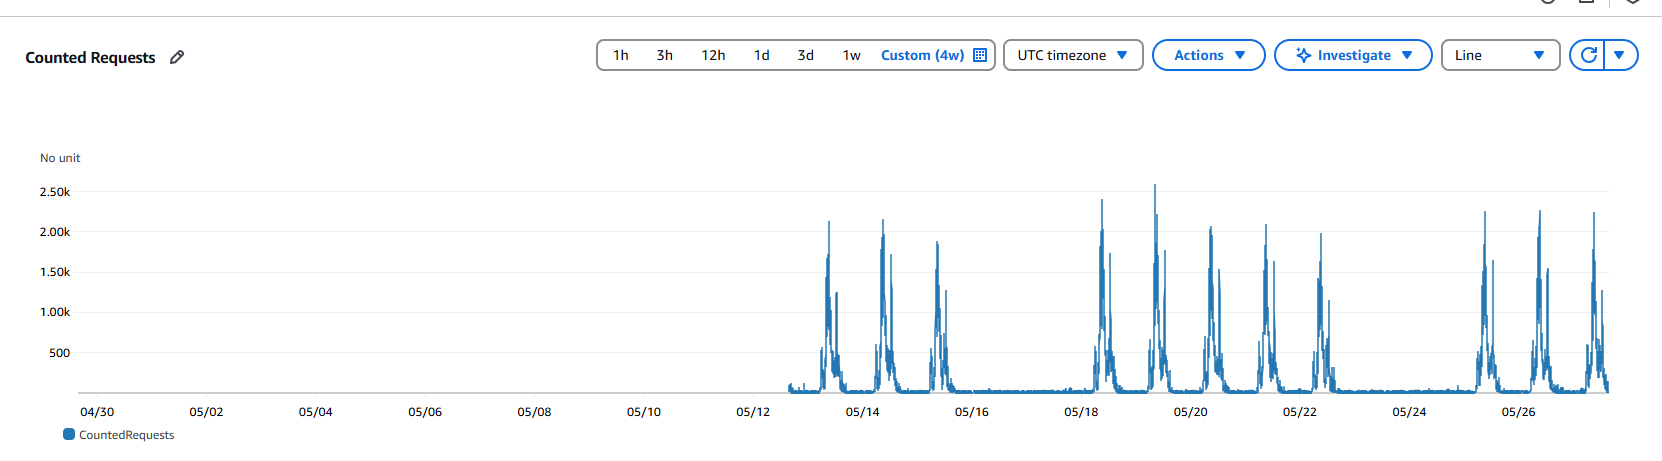 Counted Requests
1h 3h 12h 1d 3d 1w Custom (4w) UTC timezone Actions Investigate Line
No unit
2.50k
2.00k
1.50k
1.00k
500
04/30 05/02 05/04 05/06 05/08 05/10 05/12 05/14 05/16 05/18 05/20 05/22 05/24 05/26
CountedRequests